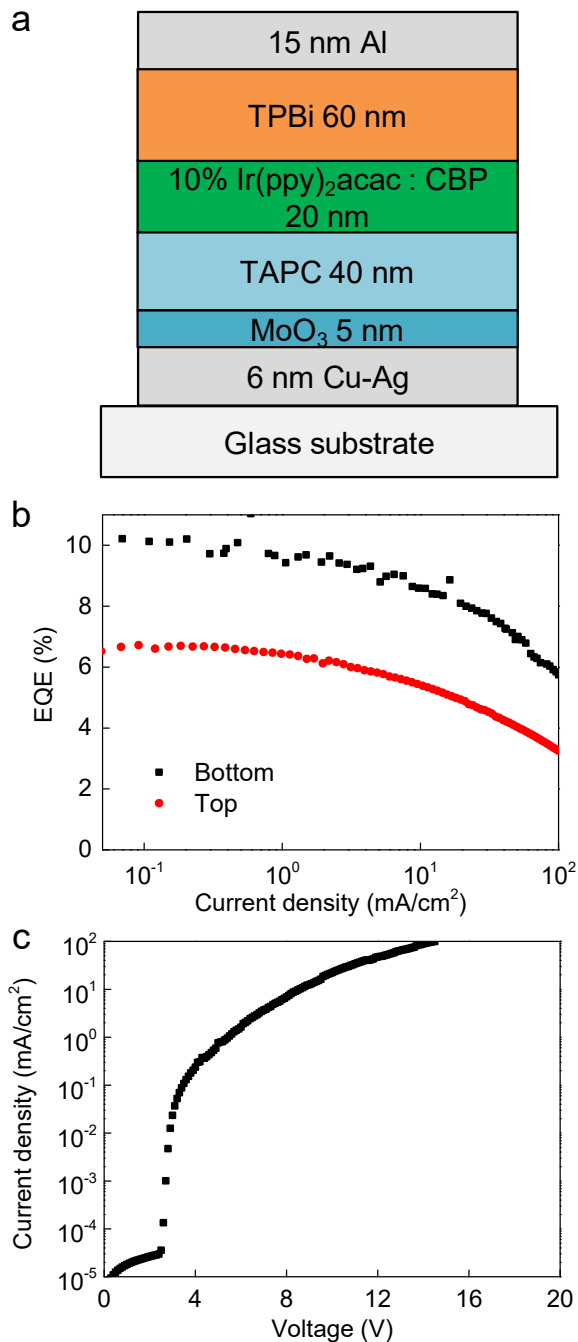 a
15 nm Al
TPBi 60 nm
10% Ir(ppy)₂acac : CBP
20 nm
TAPC 40 nm
MoO₃ 5 nm
6 nm Cu-Ag
Glass substrate
b
10
8
6
4
2
0
EQE (%)
Bottom
Top
10⁻¹ 10⁰ 10¹ 10²
Current density (mA/cm²)
c
10²
10¹
10⁰
10⁻¹
10⁻²
10⁻³
10⁻⁴
10⁻⁵
Current density (mA/cm²)
4 8 12 16 20
Voltage (V)